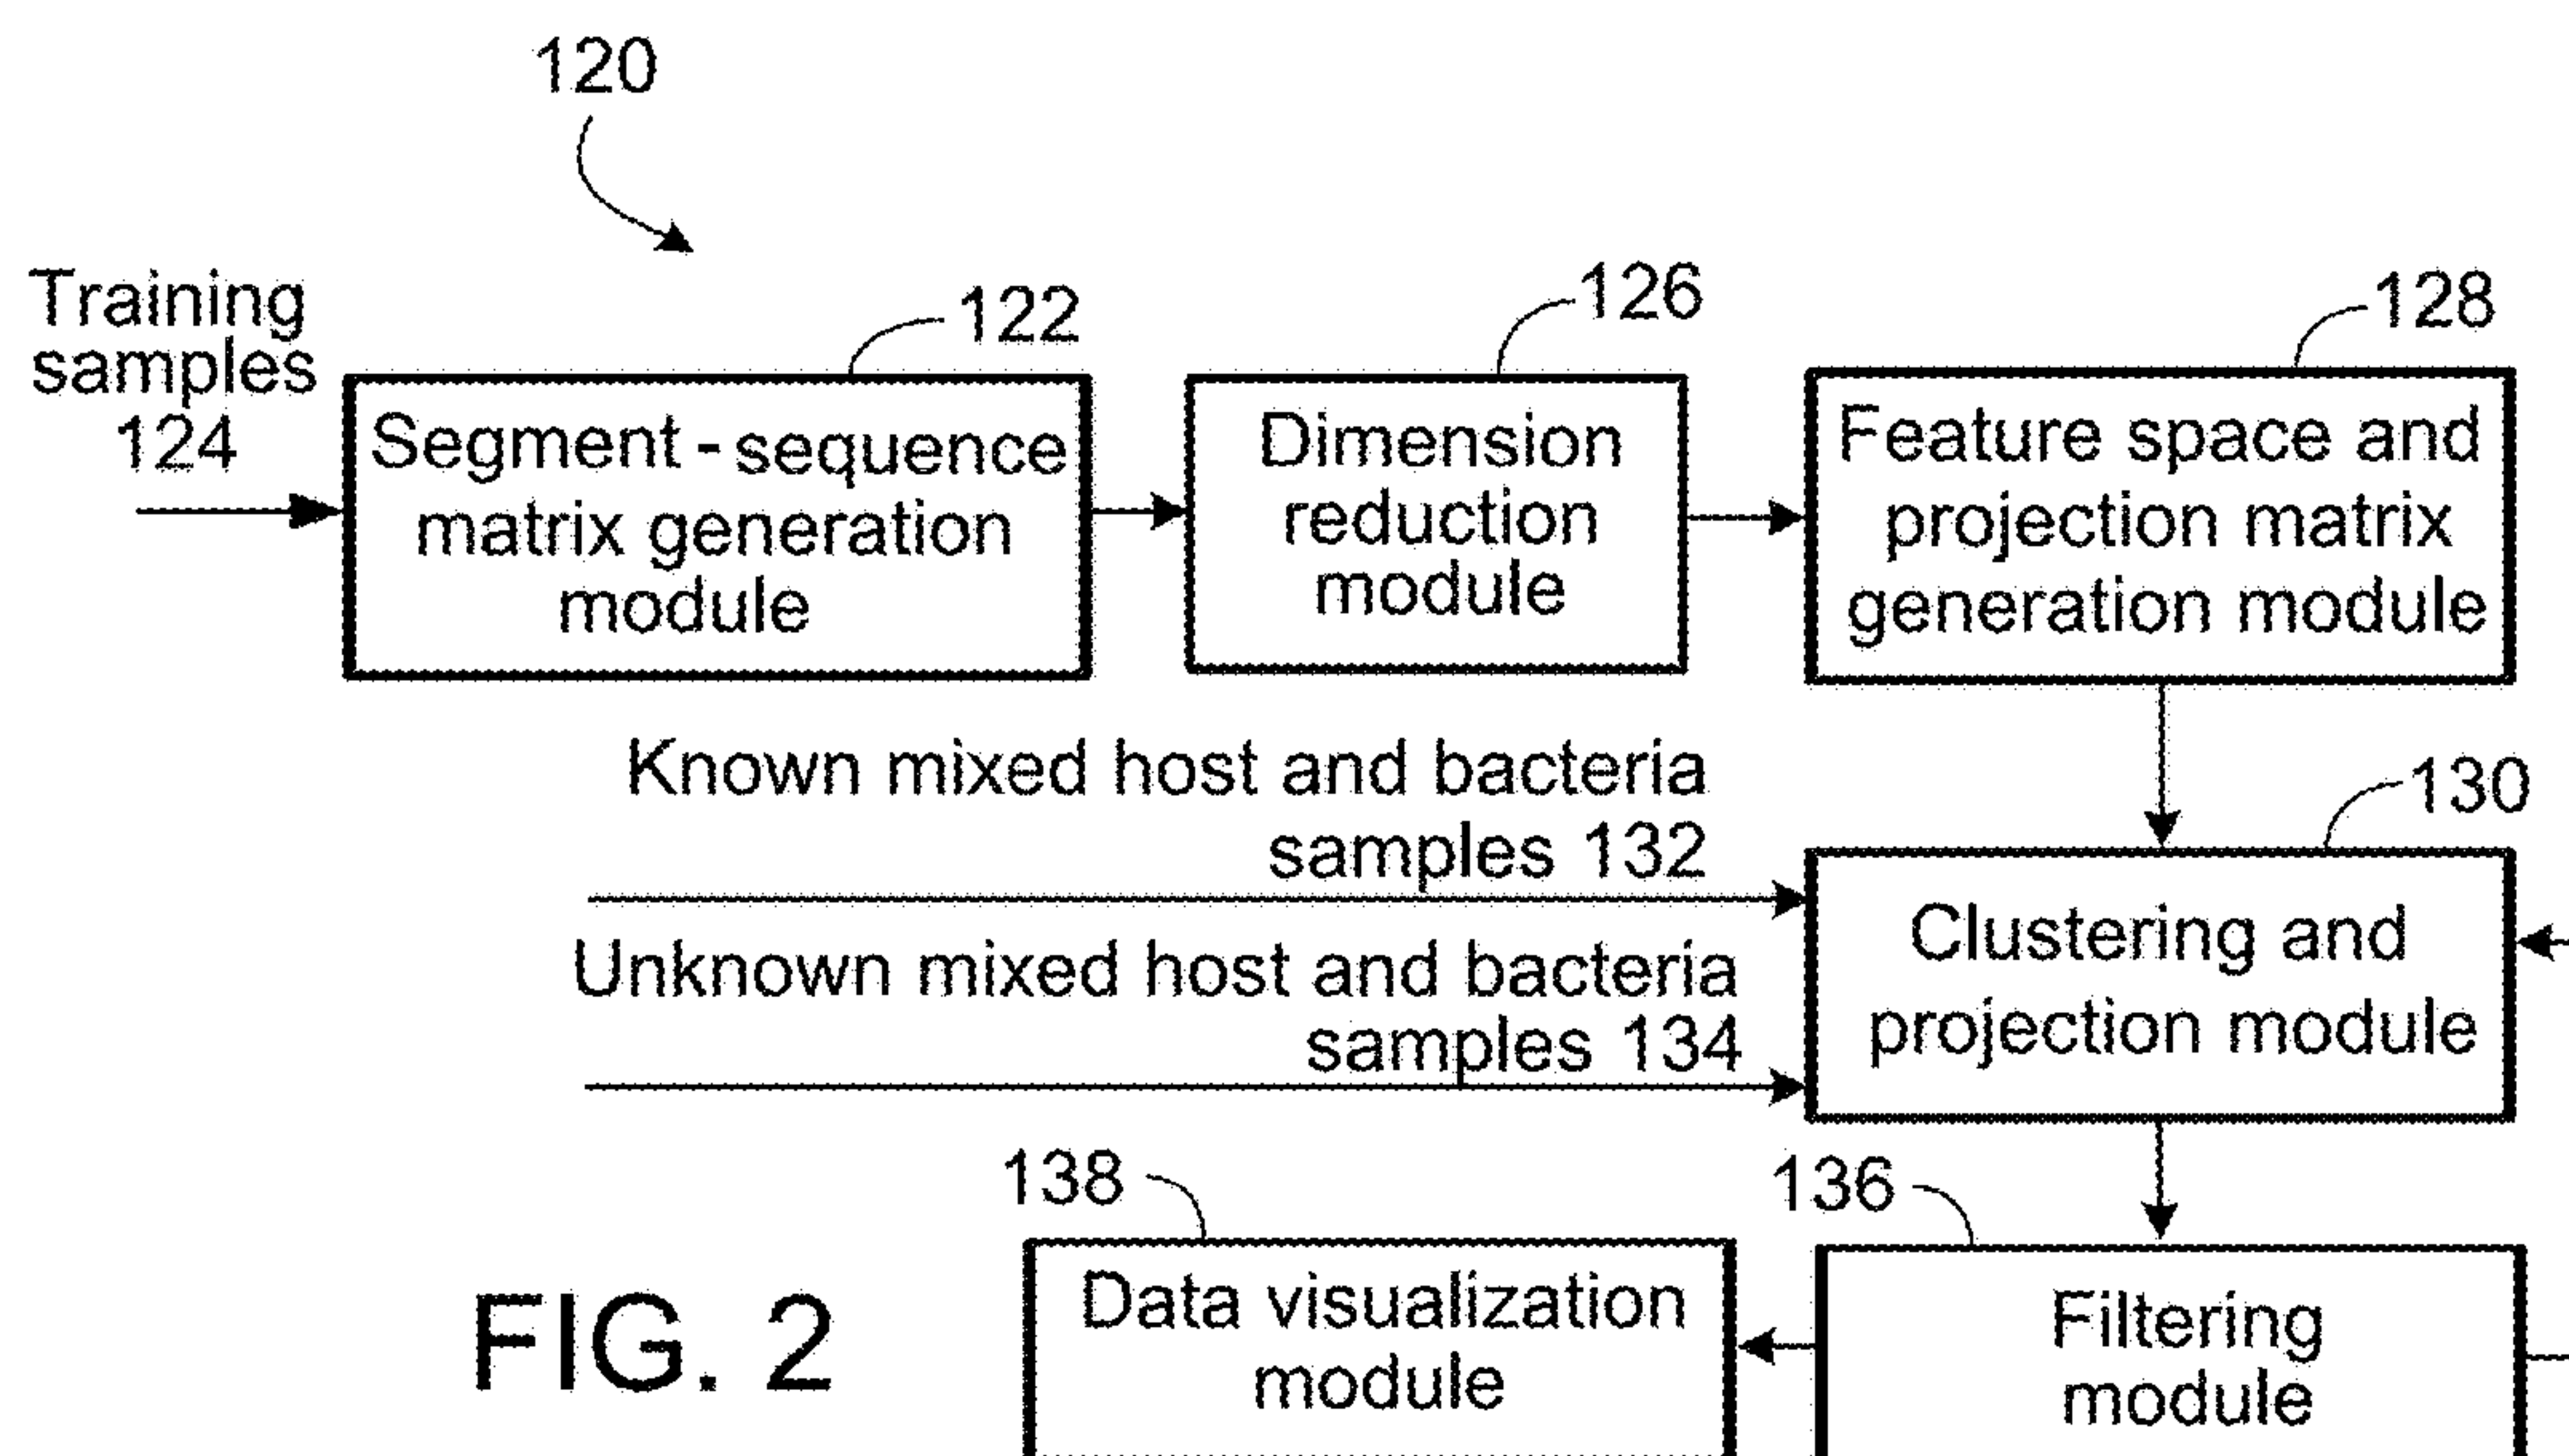 120
Training
samples
124
122
126
128
Segment - sequence
matrix generation
module
Dimension
reduction
module
Feature space and
projection matrix
generation module
Known mixed host and bacteria
samples 132
130
Unknown mixed host and bacteria
samples 134
Clustering and
projection module
138
136
Data visualization
module
Filtering
module
FIG. 2